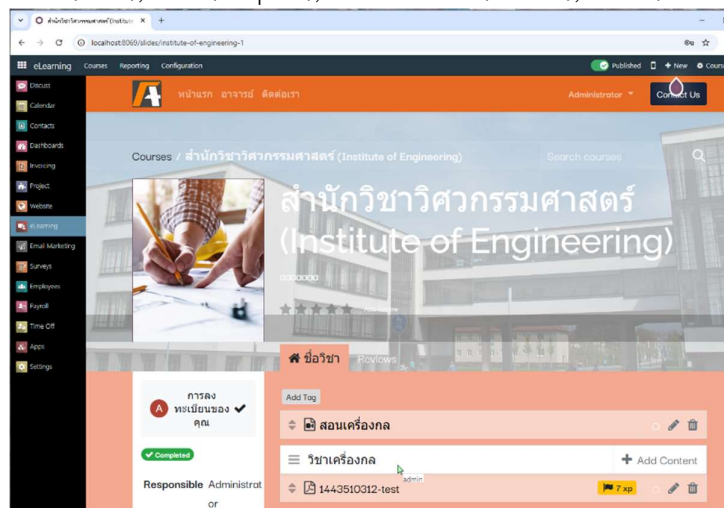 สำนักวิชาวิศวกรรมศาสตร์ (Institute
localhost:8069/slides/institute-of-engineering-1
eLearning Courses Reporting Configuration Published + New
Discuss
Calendar
Contacts
Dashboards
Invoicing
Project
Website
eLearning
Email Marketing
Surveys
Employees
Payroll
Time Off
Apps
Settings
หน้าแรก อาจารย์ ติดต่อเรา Administrator Contact Us
Courses / สำนักวิชาวิศวกรรมศาสตร์ (Institute of Engineering) Search courses
สำนักวิชาวิศวกรรมศาสตร์
(Institute of Engineering)
ชื่อวิชา Reviews
A การลงทะเบียนของคุณ
Completed
Responsible Administrator
Add Tag
สอนเครื่องกล
วิชาเครื่องกล + Add Content
admin
1443510312-test 7 xp